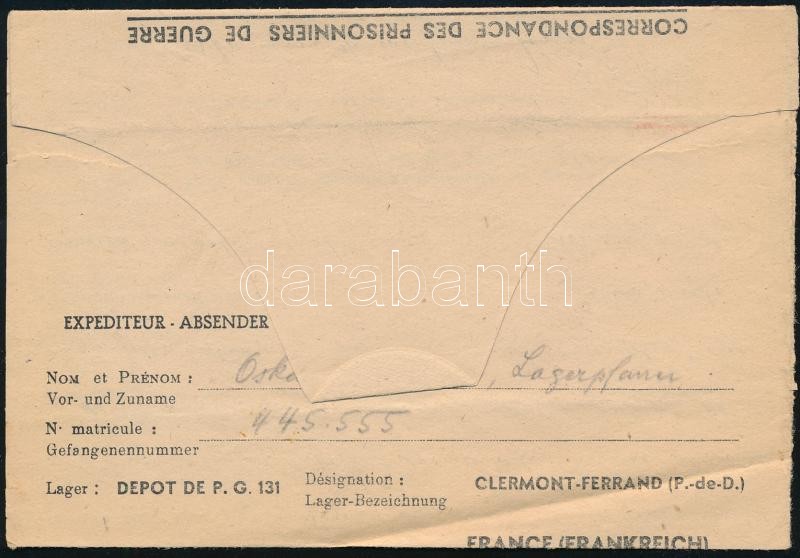 CORRESPONDANCE DES PRISONNIERS DE GUERRE
darabanth
EXPEDITEUR - ABSENDER
NOM et PRÉNOM : Oska , Lagerpfarrer
Vor- und Zuname
N· matricule : 445.555
Gefangenennummer
Lager : DEPOT DE P. G. 131 Désignation : CLERMONT-FERRAND (P.-de-D.)
Lager-Bezeichnung
FRANCE (FRANKREICH)